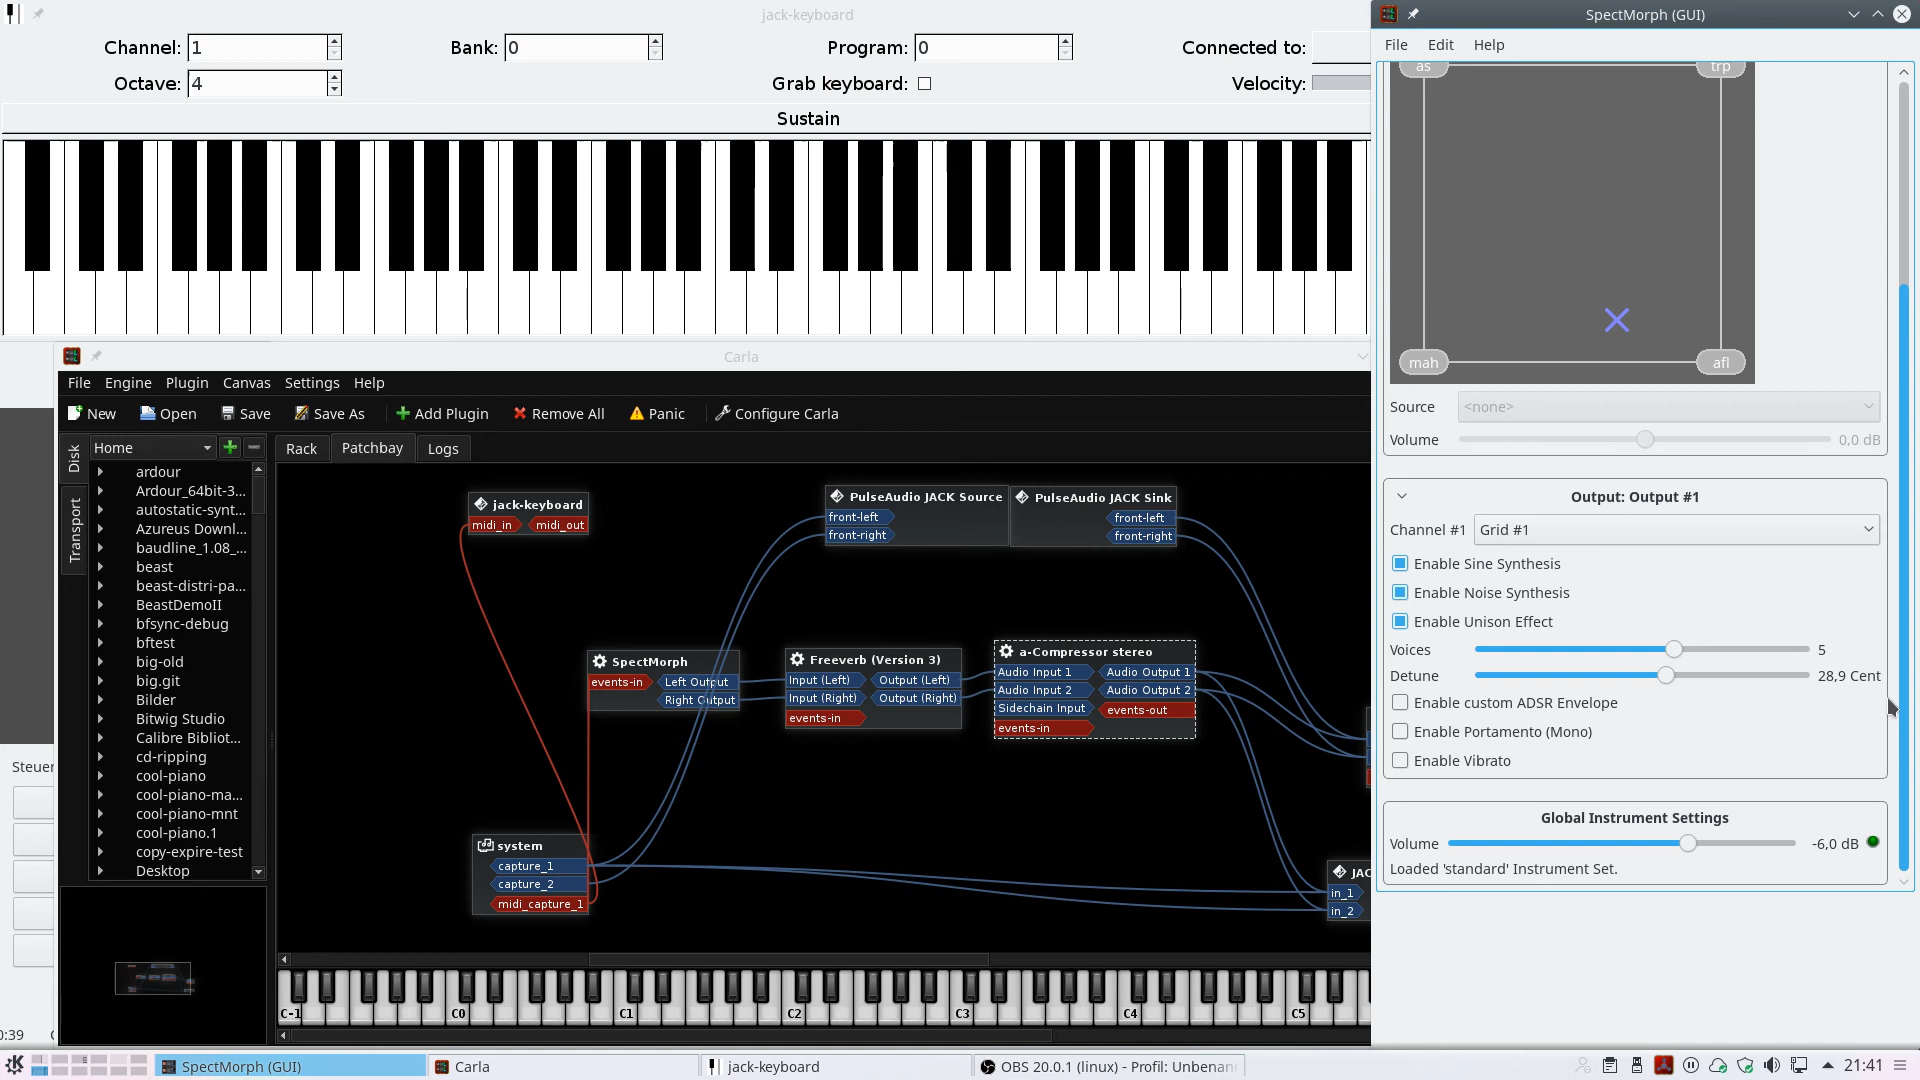 jack-keyboard
Channel: 1
Bank: 0
Program: 0
Connected to:
Octave: 4
Grab keyboard:
Velocity:
Sustain
Carla
File Engine Plugin Canvas Settings Help
New Open Save Save As Add Plugin Remove All Panic Configure Carla
Disk
Transport
Home
Rack Patchbay Logs
ardour
Ardour_64bit-3...
autostatic-synt...
Azureus Downl...
baudline_1.08_...
beast
beast-distri-pa...
BeastDemoII
bfsync-debug
bftest
big-old
big.git
Bilder
Bitwig Studio
Calibre Bibliot...
cd-ripping
cool-piano
cool-piano-ma...
cool-piano-mnt
cool-piano.1
copy-expire-test
Desktop
jack-keyboard
midi_in midi_out
PulseAudio JACK Source
front-left
front-right
PulseAudio JACK Sink
front-left
front-right
SpectMorph
events-in Left Output
Right Output
Freeverb (Version 3)
Input (Left) Output (Left)
Input (Right) Output (Right)
events-in
a-Compressor stereo
Audio Input 1 Audio Output 1
Audio Input 2 Audio Output 2
Sidechain Input events-out
events-in
system
capture_1
capture_2
midi_capture_1
JAC
in_1
in_2
C-1 C0 C1 C2 C3 C4 C5
Steuer
:39
SpectMorph (GUI)
File Edit Help
as trp
mah afl
Source <none>
Volume 0,0 dB
Output: Output #1
Channel #1 Grid #1
Enable Sine Synthesis
Enable Noise Synthesis
Enable Unison Effect
Voices 5
Detune 28,9 Cent
Enable custom ADSR Envelope
Enable Portamento (Mono)
Enable Vibrato
Global Instrument Settings
Volume -6,0 dB
Loaded 'standard' Instrument Set.
SpectMorph (GUI) Carla jack-keyboard OBS 20.0.1 (linux) - Profil: Unbenan
21:41